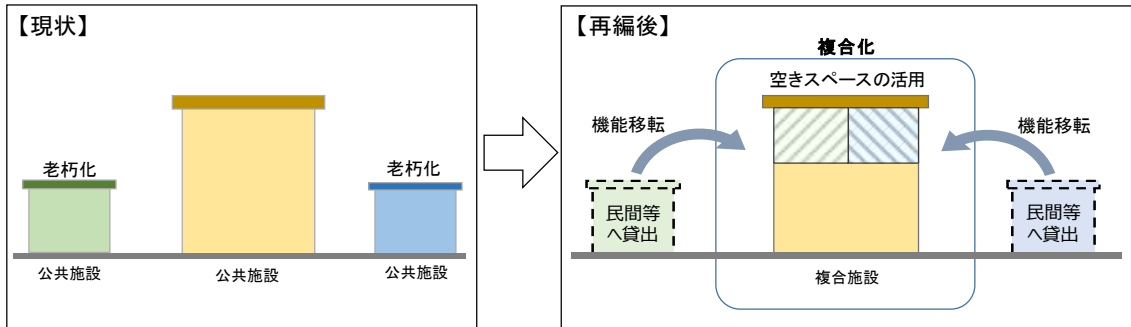 【現状】
老朽化
老朽化
公共施設
公共施設
公共施設
【再編後】
複合化
空きスペースの活用
機能移転
機能移転
民間等
へ貸出
民間等
へ貸出
複合施設